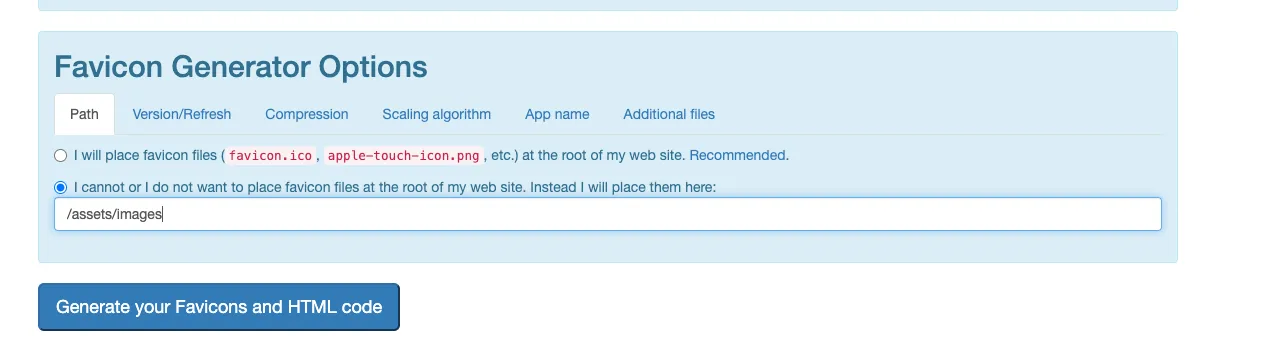 Favicon Generator Options
Path Version/Refresh Compression Scaling algorithm App name Additional files
I will place favicon files ( favicon.ico , apple-touch-icon.png , etc.) at the root of my web site. Recommended.
I cannot or I do not want to place favicon files at the root of my web site. Instead I will place them here:
/assets/images
Generate your Favicons and HTML code